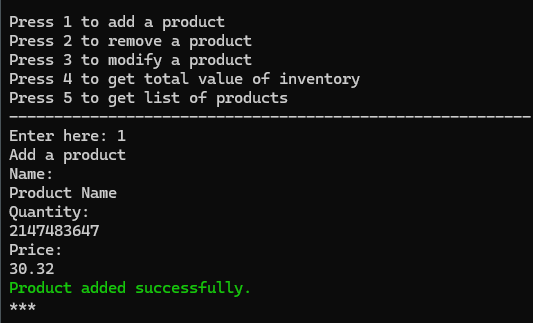 Press 1 to add a product
Press 2 to remove a product
Press 3 to modify a product
Press 4 to get total value of inventory
Press 5 to get list of products
----------------------------------------------------------
Enter here: 1
Add a product
Name:
Product Name
Quantity:
2147483647
Price:
30.32
Product added successfully.
***